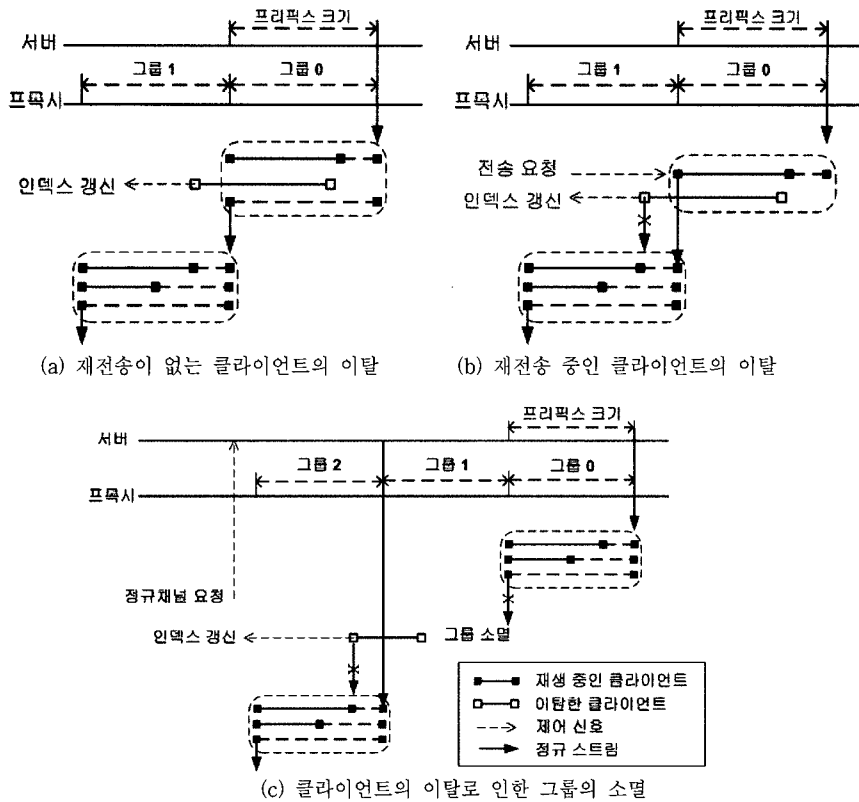 프리픽스 크기
서버
그룹 1
그룹 0
프록시
인덱스 갱신
(a) 재전송이 없는 클라이언트의 이탈
프리픽스 크기
서버
그룹 1
그룹 0
프록시
전송 요청
인덱스 갱신
(b) 재전송 중인 클라이언트의 이탈
프리픽스 크기
서버
그룹 2
그룹 1
그룹 0
프록시
정규채널 요청
인덱스 갱신
그룹 소멸
재생 중인 클라이언트
이탈한 클라이언트
제어 신호
정규 스트림
(c) 클라이언트의 이탈로 인한 그룹의 소멸